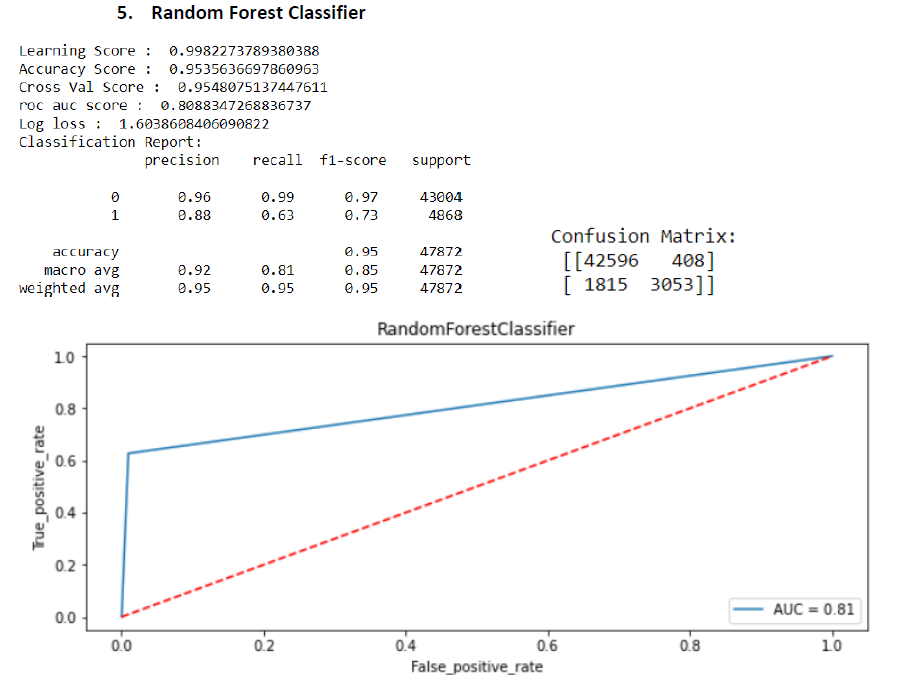 5. Random Forest Classifier
Learning Score : 0.9982273789380388
Accuracy Score : 0.9535636697860963
Cross Val Score : 0.9548075137447611
roc auc score : 0.8088347268836737
Log loss : 1.6038608406090822
Classification Report:
precision recall f1-score support
0 0.96 0.99 0.97 43004
1 0.88 0.63 0.73 4868
accuracy 0.95 47872
macro avg 0.92 0.81 0.85 47872
weighted avg 0.95 0.95 0.95 47872
Confusion Matrix:
[[42596 408]
[ 1815 3053]]
RandomForestClassifier
True_positive_rate
1.0
0.8
0.6
0.4
0.2
0.0
AUC = 0.81
0.0 0.2 0.4 0.6 0.8 1.0
False_positive_rate